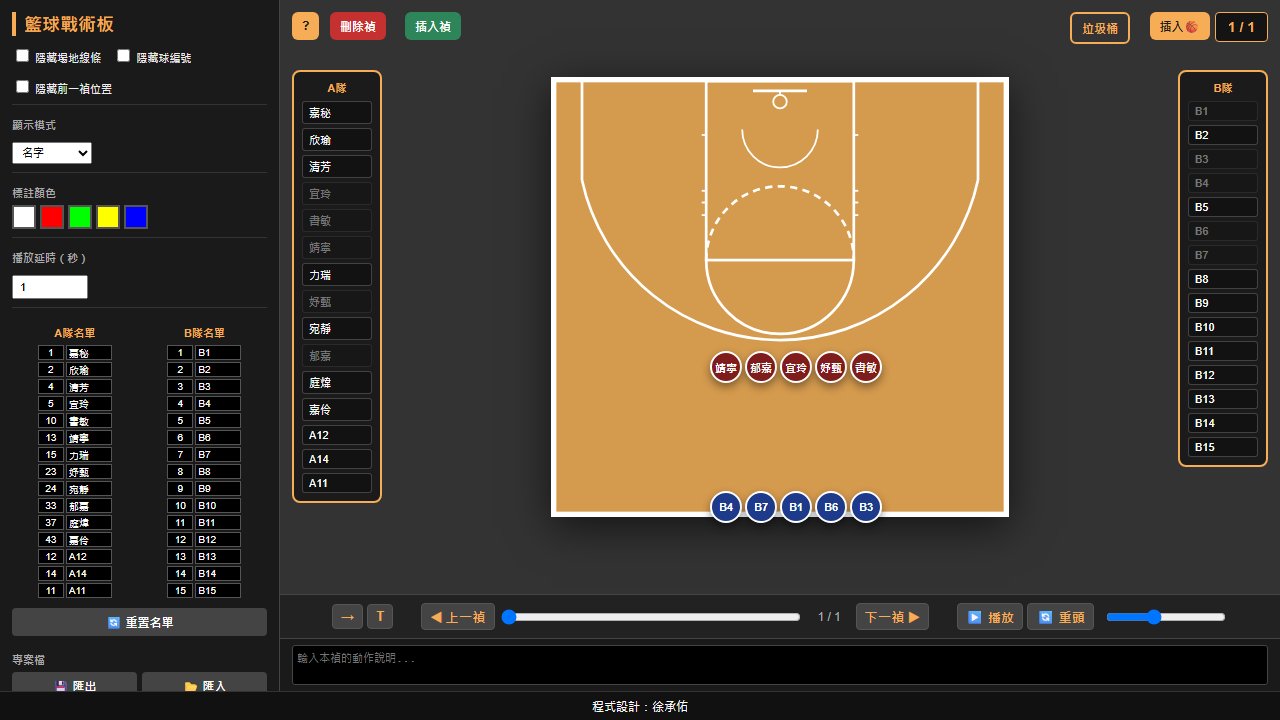 籃球戰術板
隱藏場地線條
隱藏球編號
隱藏前一禎位置
顯示模式
名字
標註顏色
播放延時（秒）
1
A隊名單
1 嘉秘
2 欣瑜
4 清芳
5 宜玲
10 書敏
13 靖寧
15 力瑞
23 妤甄
24 宛靜
33 郁嘉
37 庭煒
43 嘉伶
12 A12
14 A14
11 A11
B隊名單
1 B1
2 B2
3 B3
4 B4
5 B5
6 B6
7 B7
8 B8
9 B9
10 B10
11 B11
12 B12
13 B13
14 B14
15 B15
重置名單
專案檔
匯出
匯入
?
刪除禎
插入禎
垃圾桶
插入
1 / 1
A隊
嘉秘
欣瑜
清芳
宜玲
書敏
靖寧
力瑞
妤甄
宛靜
郁嘉
庭煒
嘉伶
A12
A14
A11
靖寧 郁嘉 宜玲 妤甄 書敏
B4 B7 B1 B6 B3
B隊
B1
B2
B3
B4
B5
B6
B7
B8
B9
B10
B11
B12
B13
B14
B15
→ T ◀ 上一禎 1 / 1 下一禎 ▶ 播放 重頭
輸入本禎的動作說明...
程式設計：徐承佑